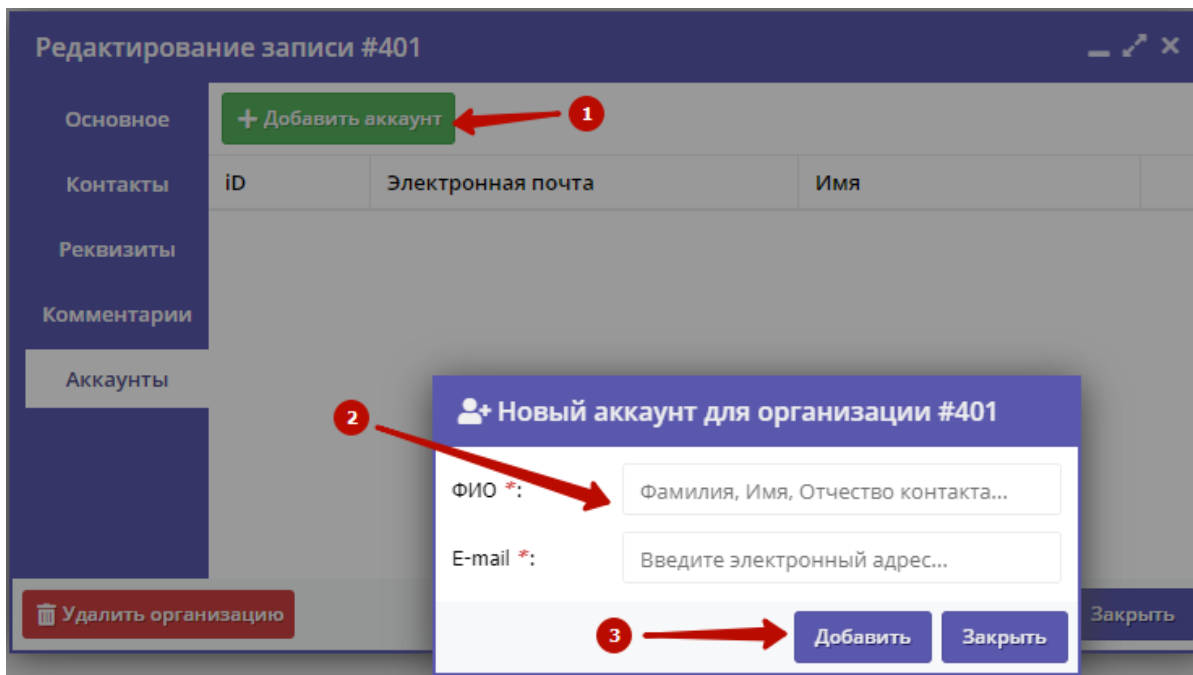 Редактирование записи #401
Основное
Добавить аккаунт
1
Контакты
iD Электронная почта Имя
Реквизиты
Комментарии
Аккаунты
2
Новый аккаунт для организации #401
ФИО *: Фамилия, Имя, Отчество контакта...
E-mail *: Введите электронный адрес...
Удалить организацию
3
Добавить Закрыть
Закрыть